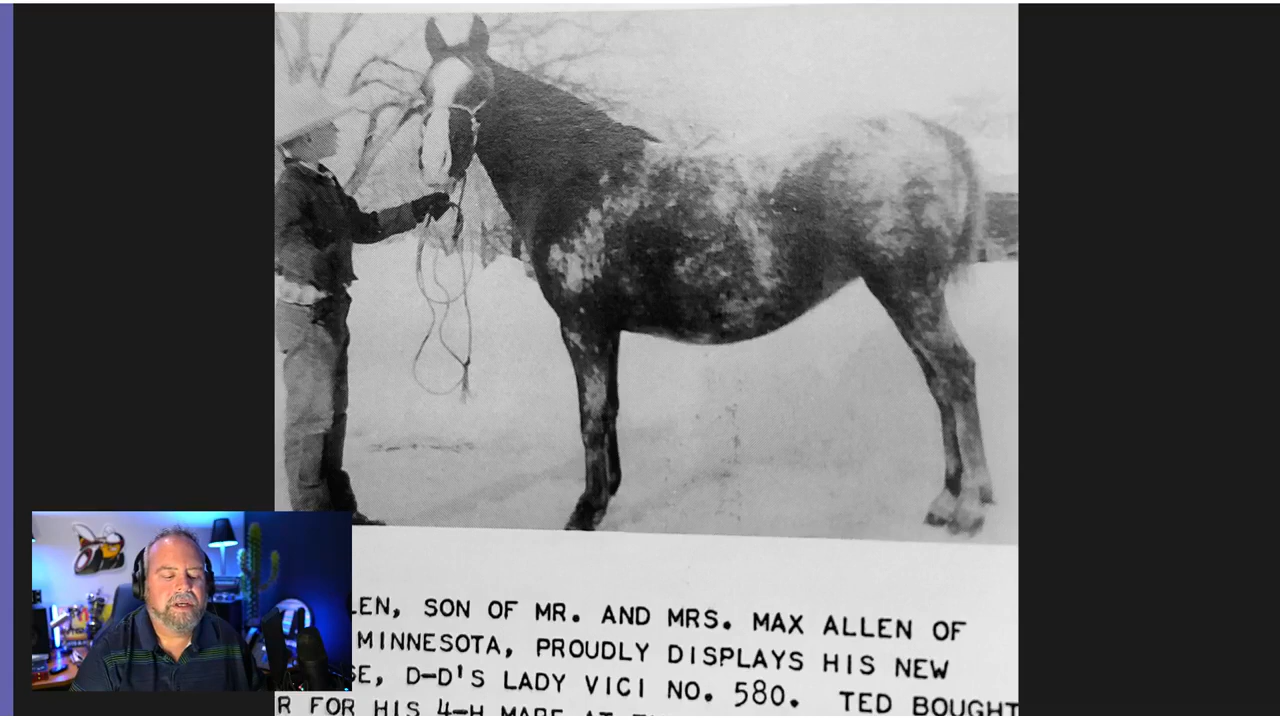 LEN, SON OF MR. AND MRS. MAX ALLEN OF
MINNESOTA, PROUDLY DISPLAYS HIS NEW
SE, D-D'S LADY VICI NO. 580. TED BOUGHT
R FOR HIS 4-H MARE AT